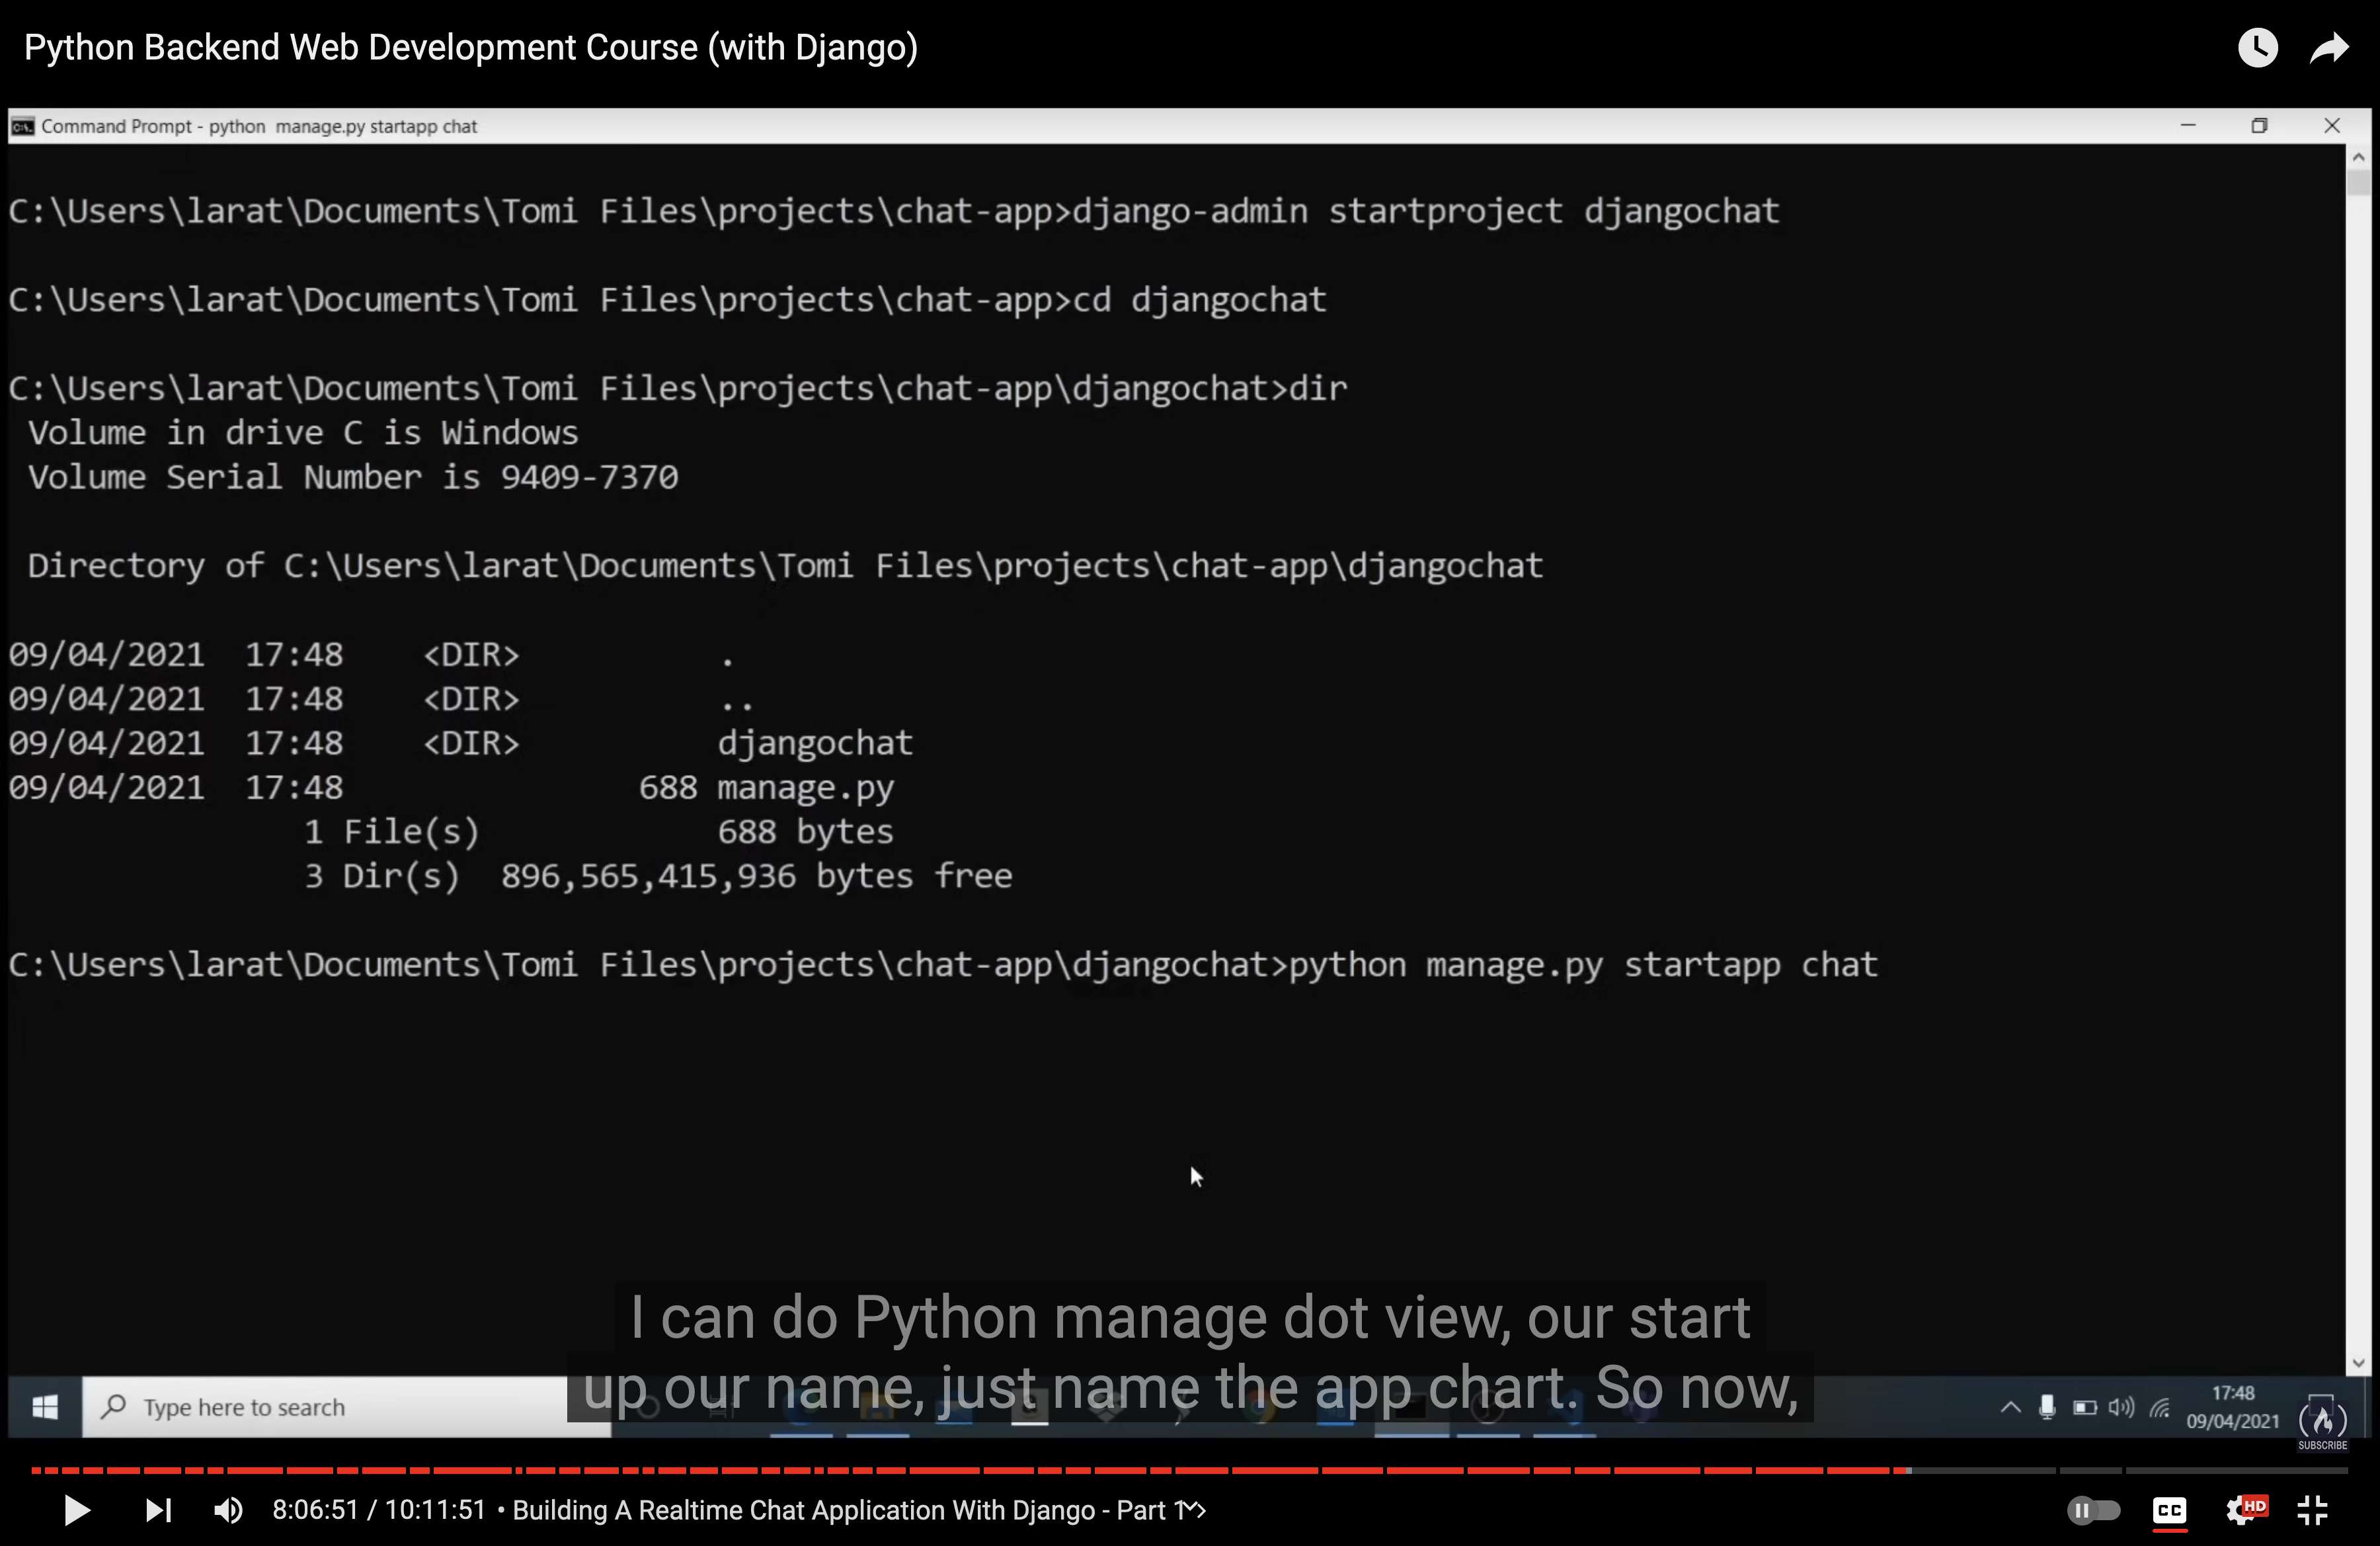 Python Backend Web Development Course (with Django)
Command Prompt - python  manage.py startapp chat
C:\Users\larat\Documents\Tomi Files\projects\chat-app>django-admin startproject djangochat
C:\Users\larat\Documents\Tomi Files\projects\chat-app>cd djangochat
C:\Users\larat\Documents\Tomi Files\projects\chat-app\djangochat>dir
Volume in drive C is Windows
Volume Serial Number is 9409-7370
Directory of C:\Users\larat\Documents\Tomi Files\projects\chat-app\djangochat
09/04/2021  17:48    <DIR>          .
09/04/2021  17:48    <DIR>          ..
09/04/2021  17:48    <DIR>          djangochat
09/04/2021  17:48               688 manage.py
1 File(s)            688 bytes
3 Dir(s)  896,565,415,936 bytes free
C:\Users\larat\Documents\Tomi Files\projects\chat-app\djangochat>python manage.py startapp chat
I can do Python manage dot view, our start
up our name, just name the app chart. So now,
Type here to search
17:48
09/04/2021
SUBSCRIBE
8:06:51 / 10:11:51 • Building A Realtime Chat Application With Django - Part 1
CC
HD